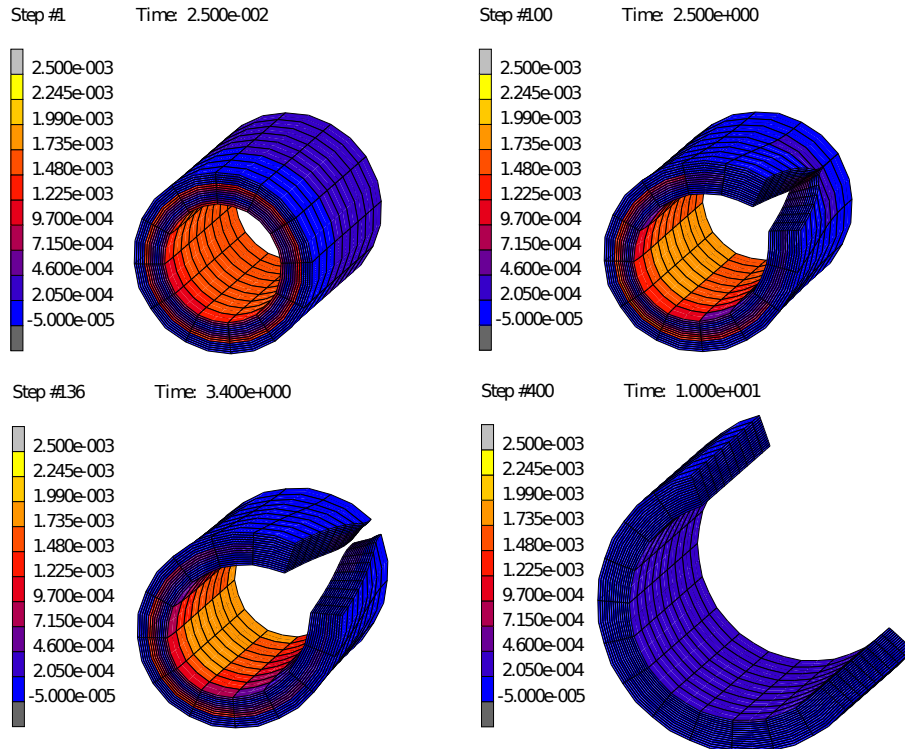 Step #1 Time: 2.500e-002
2.500e-003
2.245e-003
1.990e-003
1.735e-003
1.480e-003
1.225e-003
9.700e-004
7.150e-004
4.600e-004
2.050e-004
-5.000e-005
Step #100 Time: 2.500e+000
2.500e-003
2.245e-003
1.990e-003
1.735e-003
1.480e-003
1.225e-003
9.700e-004
7.150e-004
4.600e-004
2.050e-004
-5.000e-005
Step #136 Time: 3.400e+000
2.500e-003
2.245e-003
1.990e-003
1.735e-003
1.480e-003
1.225e-003
9.700e-004
7.150e-004
4.600e-004
2.050e-004
-5.000e-005
Step #400 Time: 1.000e+001
2.500e-003
2.245e-003
1.990e-003
1.735e-003
1.480e-003
1.225e-003
9.700e-004
7.150e-004
4.600e-004
2.050e-004
-5.000e-005